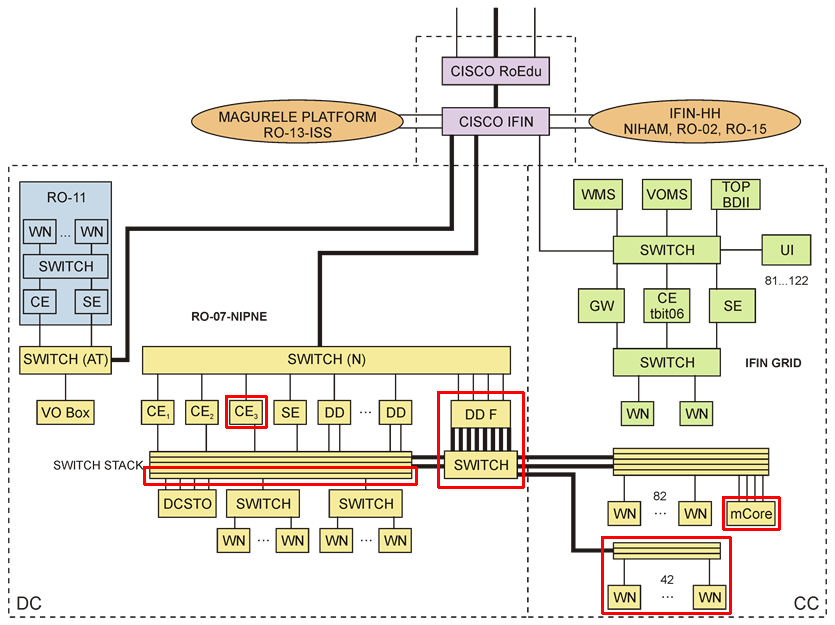 CISCO RoEdu
MAGURELE PLATFORM
RO-13-ISS
CISCO IFIN
IFIN-HH
NIHAM, RO-02, RO-15
RO-11
WN ... WN
SWITCH
CE
SE
SWITCH (AT)
VO Box
RO-07-NIPNE
SWITCH (N)
CE1
CE2
CE3
SE
DD
...
DD
DD F
SWITCH STACK
SWITCH
DCSTO
SWITCH
SWITCH
WN ... WN
WN ... WN
DC
WMS
VOMS
TOP
BDII
SWITCH
UI
81...122
GW
CE
tbit06
SE
SWITCH
IFIN GRID
WN
WN
82
WN ... WN
mCore
42
WN ... WN
CC